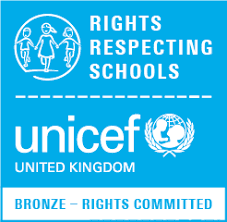 RIGHTS
RESPECTING
SCHOOLS
unicef
UNITED KINGDOM
BRONZE – RIGHTS COMMITTED